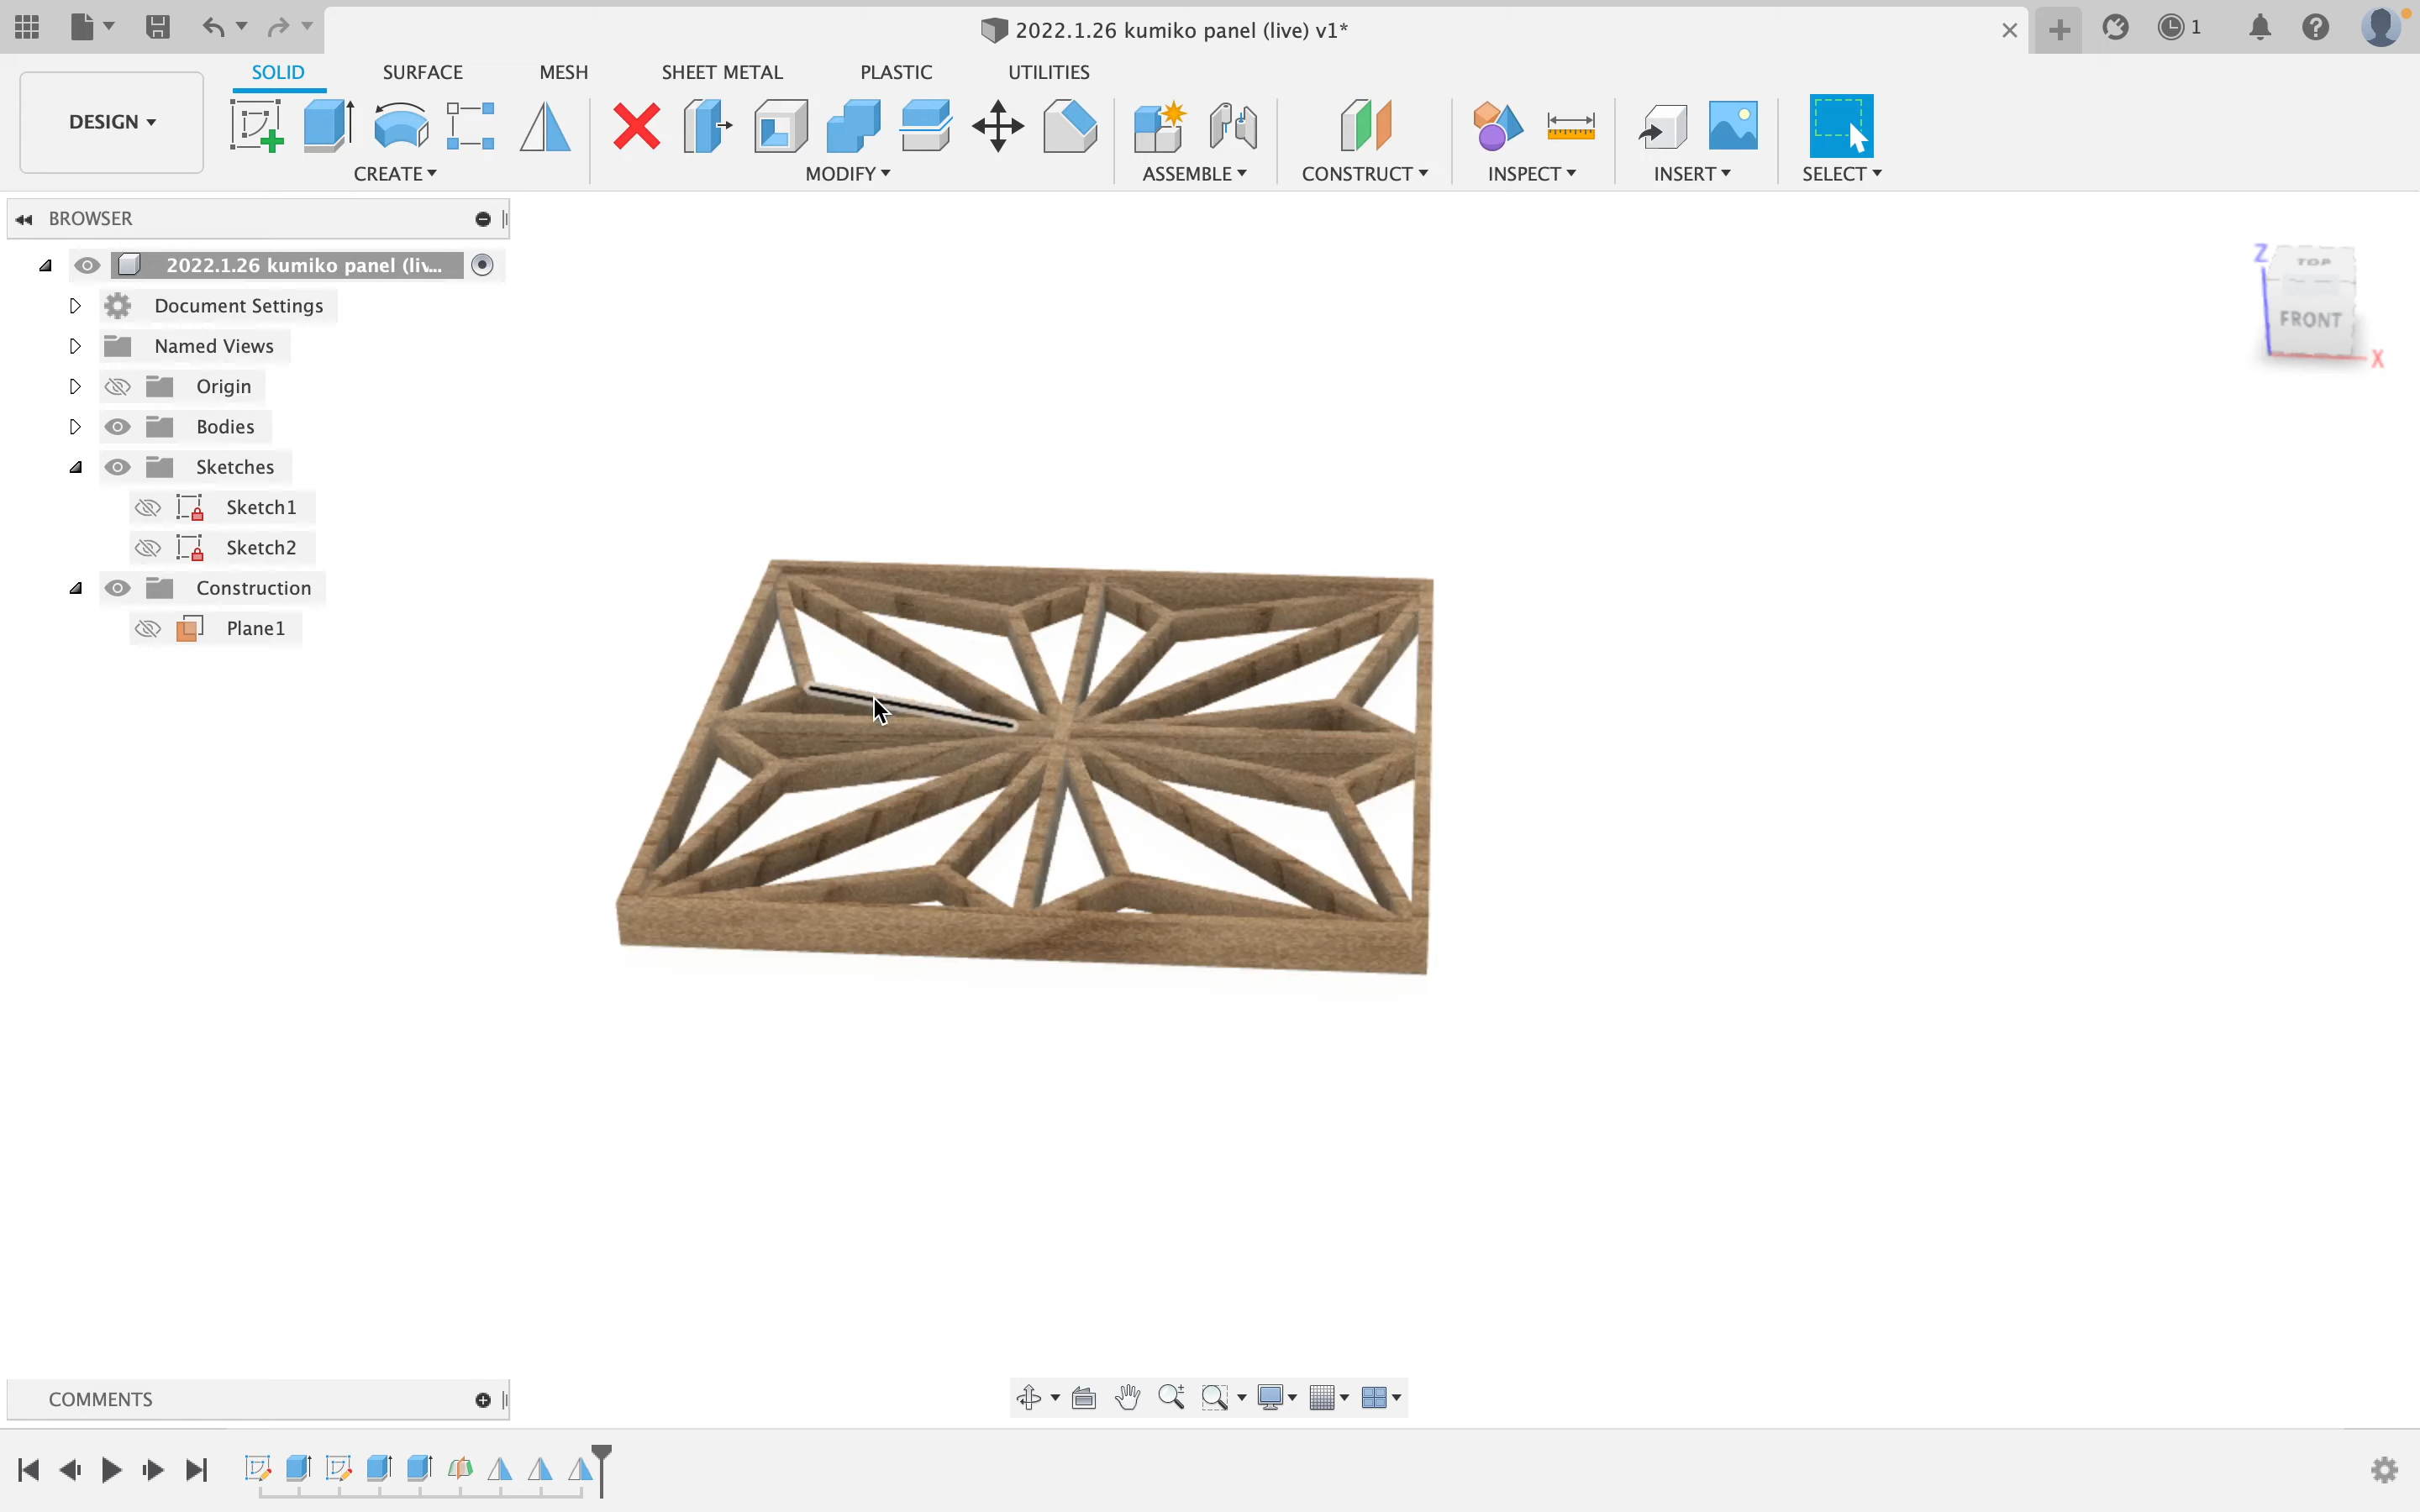 2022.1.26 kumiko panel (live) v1*
1
SOLID SURFACE MESH SHEET METAL PLASTIC UTILITIES
DESIGN
CREATE MODIFY ASSEMBLE CONSTRUCT INSPECT INSERT SELECT
BROWSER
2022.1.26 kumiko panel (liv...
Document Settings
Named Views
Origin
Bodies
Sketches
Sketch1
Sketch2
Construction
Plane1
Z
TOP
FRONT
X
COMMENTS